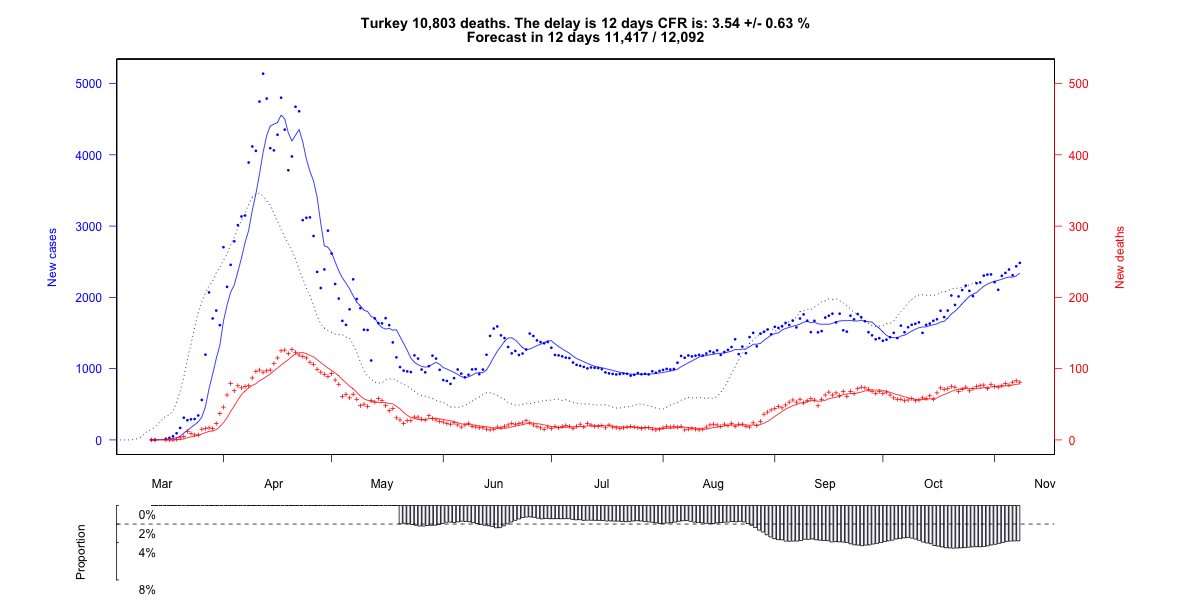 Turkey 10,803 deaths. The delay is 12 days CFR is: 3.54 +/- 0.63 %
Forecast in 12 days 11,417 / 12,092
5000
4000
3000
2000
1000
0
New cases
500
400
300
200
100
0
New deaths
Mar Apr May Jun Jul Aug Sep Oct Nov
Proportion
0%
2%
4%
8%